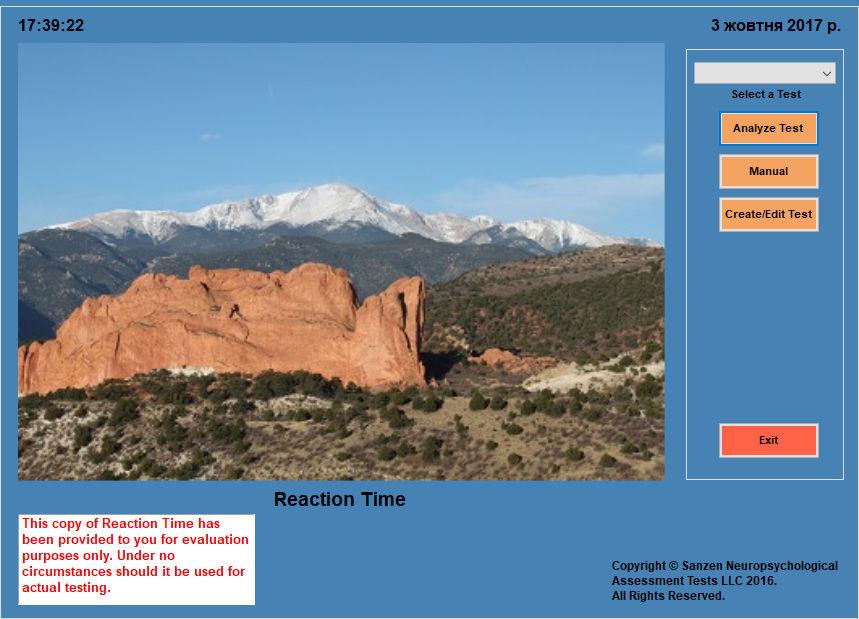 17:39:22
3 жовтня 2017 р.
Select a Test
Analyze Test
Manual
Create/Edit Test
Exit
Reaction Time
This copy of Reaction Time has
been provided to you for evaluation
purposes only. Under no
circumstances should it be used for
actual testing.
Copyright © Sanzen Neuropsychological
Assessment Tests LLC 2016.
All Rights Reserved.